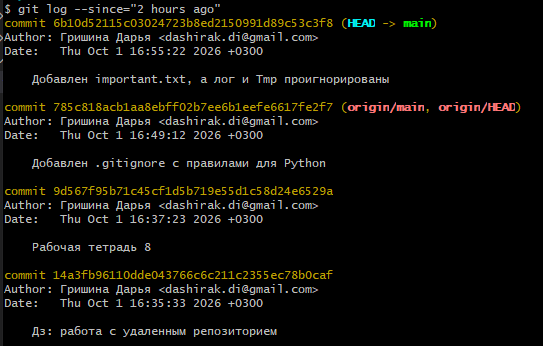 $ git log --since="2 hours ago"
commit 6b10d52115c03024723b8ed2150991d89c53c3f8 (HEAD -> main)
Author: Гришина Дарья <dashirak.di@gmail.com>
Date:   Thu Oct 1 16:55:22 2026 +0300
    Добавлен important.txt, а лог и Tmp проигнорированы
commit 785c818acb1aa8ebff02b7ee6b1eefe6617fe2f7 (origin/main, origin/HEAD)
Author: Гришина Дарья <dashirak.di@gmail.com>
Date:   Thu Oct 1 16:49:12 2026 +0300
    Добавлен .gitignore с правилами для Python
commit 9d567f95b71c45cf1d5b719e55d1c58d24e6529a
Author: Гришина Дарья <dashirak.di@gmail.com>
Date:   Thu Oct 1 16:37:23 2026 +0300
    Рабочая тетрадь 8
commit 14a3fb96110dde043766c6c211c2355ec78b0caf
Author: Гришина Дарья <dashirak.di@gmail.com>
Date:   Thu Oct 1 16:35:33 2026 +0300
    Дз: работа с удаленным репозиторием